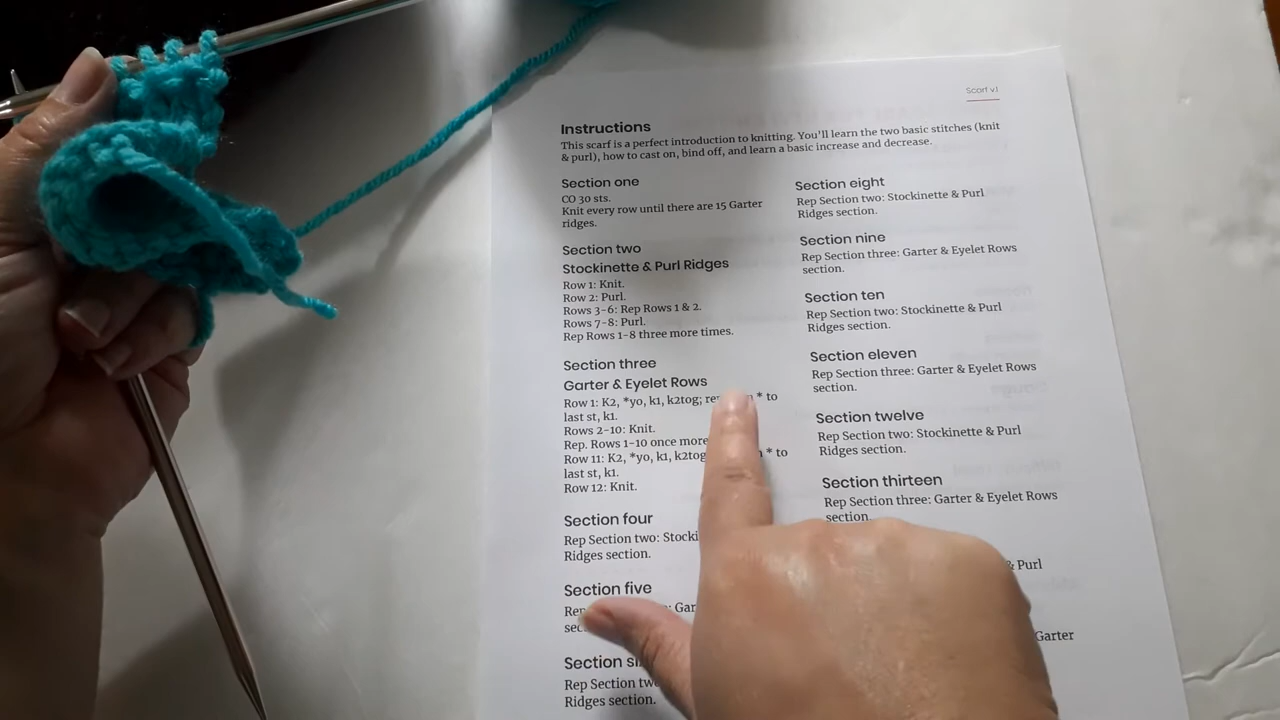 Scarf v.1
Instructions
This scarf is a perfect introduction to knitting. You'll learn the two basic stitches (knit
& purl), how to cast on, bind off, and learn a basic increase and decrease.
Section one
CO 30 sts.
Knit every row until there are 15 Garter
ridges.
Section two
Stockinette & Purl Ridges
Row 1: Knit.
Row 2: Purl.
Rows 3-6: Rep Rows 1 & 2.
Rows 7-8: Purl.
Rep Rows 1-8 three more times.
Section three
Garter & Eyelet Rows
Row 1: K2, *yo, k1, k2tog; * to
last st, k1.
Rows 2-10: Knit.
Rep. Rows 1-10 once more
Row 11: K2, *yo, k1, k2tog * to
last st, k1.
Row 12: Knit.
Section four
Rep Section two:
Ridges section.
Section five
Section
Rep Section
Ridges section.
Section eight
Rep Section two: Stockinette & Purl
Ridges section.
Section nine
Rep Section three: Garter & Eyelet Rows
section.
Section ten
Rep Section two: Stockinette & Purl
Ridges section.
Section eleven
Rep Section three: Garter & Eyelet Rows
section.
Section twelve
Rep Section two: Stockinette & Purl
Ridges section.
Section thirteen
Rep Section three: Garter & Eyelet Rows
section.
& Purl
Garter